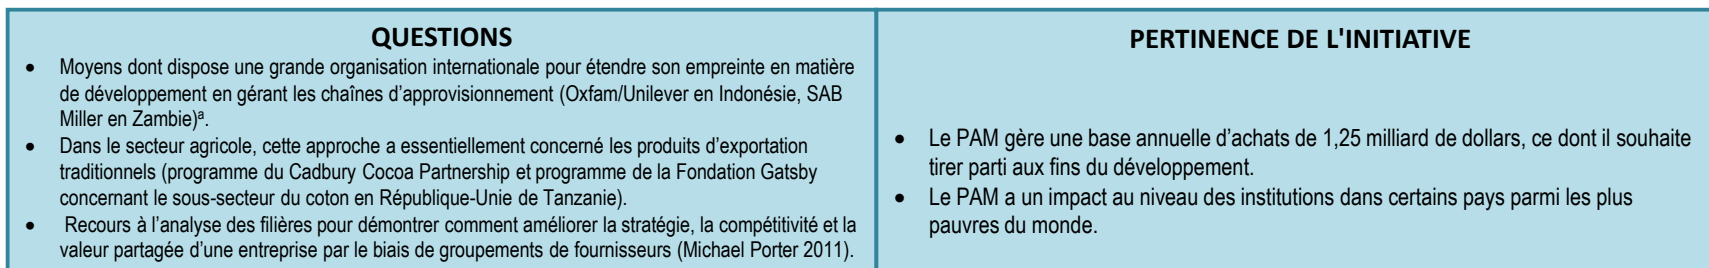 QUESTIONS
• Moyens dont dispose une grande organisation internationale pour étendre son empreinte en matière
de développement en gérant les chaînes d’approvisionnement (Oxfam/Unilever en Indonésie, SAB
Miller en Zambie)ª.
• Dans le secteur agricole, cette approche a essentiellement concerné les produits d’exportation
traditionnels (programme du Cadbury Cocoa Partnership et programme de la Fondation Gatsby
concernant le sous-secteur du coton en République-Unie de Tanzanie).
• Recours à l’analyse des filières pour démontrer comment améliorer la stratégie, la compétitivité et la
valeur partagée d’une entreprise par le biais de groupements de fournisseurs (Michael Porter 2011).
PERTINENCE DE L'INITIATIVE
• Le PAM gère une base annuelle d’achats de 1,25 milliard de dollars, ce dont il souhaite
tirer parti aux fins du développement.
• Le PAM a un impact au niveau des institutions dans certains pays parmi les plus
pauvres du monde.